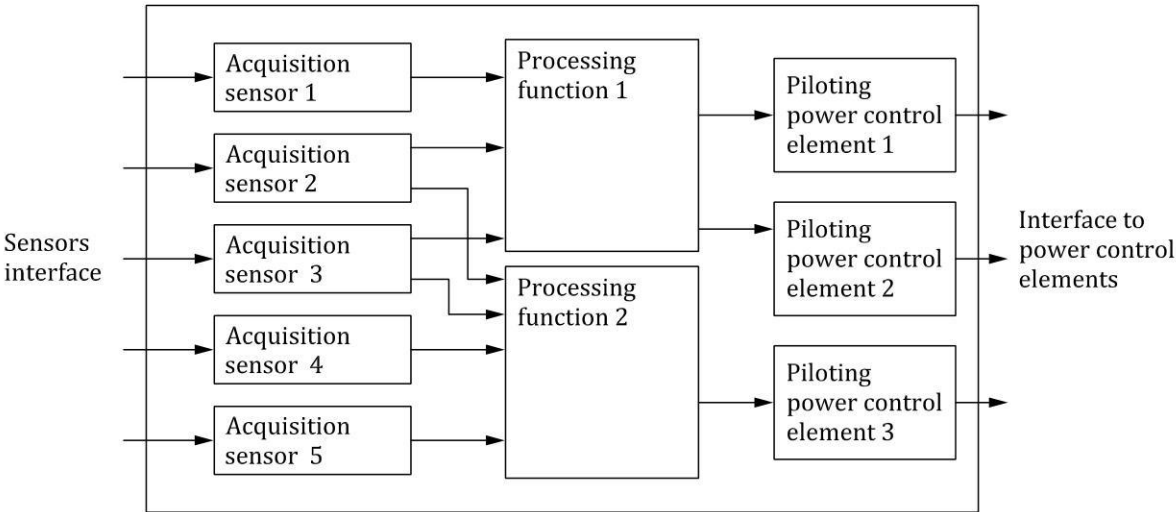 Sensors
interface
Acquisition
sensor 1
Acquisition
sensor 2
Acquisition
sensor 3
Acquisition
sensor 4
Acquisition
sensor 5
Processing
function 1
Processing
function 2
Piloting
power control
element 1
Piloting
power control
element 2
Piloting
power control
element 3
Interface to
power control
elements